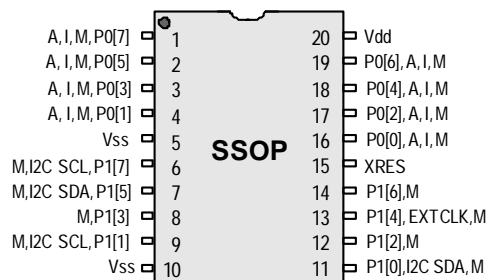 A, I, M, P0[7] 1 20 Vdd
A, I, M, P0[5] 2 19 P0[6], A, I, M
A, I, M, P0[3] 3 18 P0[4], A, I, M
A, I, M, P0[1] 4 17 P0[2], A, I, M
Vss 5 16 P0[0], A, I, M
SSOP
M,I2C SCL, P1[7] 6 15 XRES
M,I2C SDA, P1[5] 7 14 P1[6],M
M,P1[3] 8 13 P1[4], EXTCLK,M
M,I2C SCL,P1[1] 9 12 P1[2],M
Vss 10 11 P1[0],I2C SDA, M